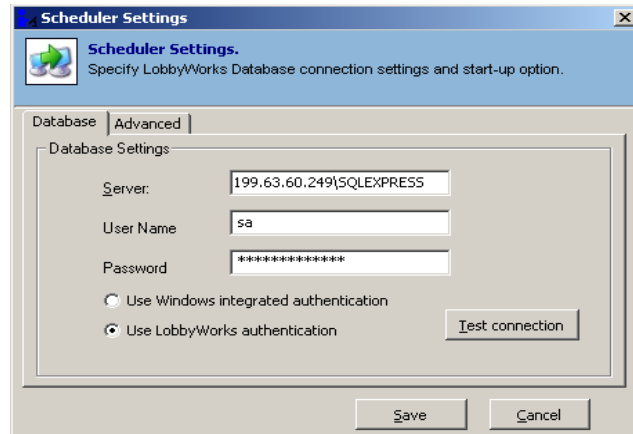 Scheduler Settings
Scheduler Settings.
Specify LobbyWorks Database connection settings and start-up option.
Database Advanced
Database Settings
Server: 199.63.60.249\SQLEXPRESS
User Name sa
Password *************
Use Windows integrated authentication
Use LobbyWorks authentication Test connection
Save Cancel